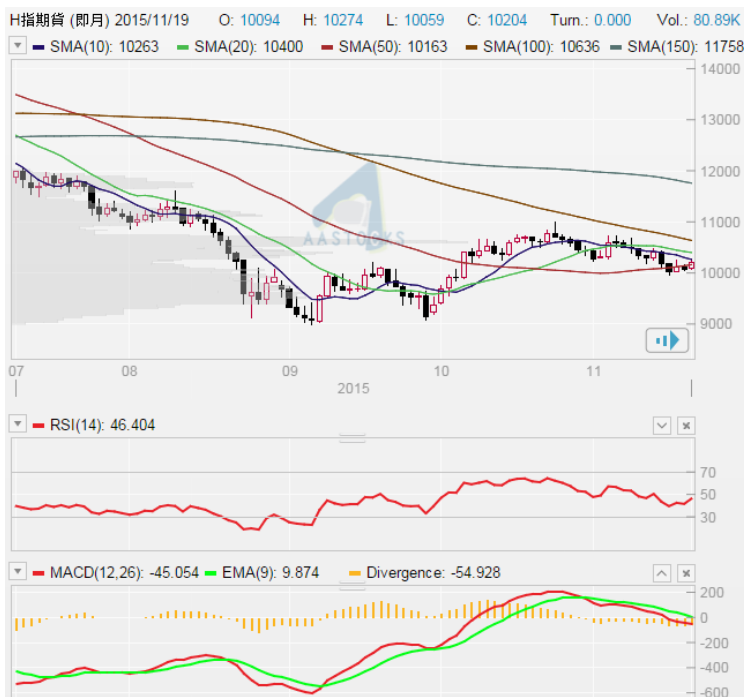 H指期貨 (即月) 2015/11/19 O: 10094 H: 10274 L: 10059 C: 10204 Turn.: 0.000 Vol.: 80.89K
SMA(10): 10263 SMA(20): 10400 SMA(50): 10163 SMA(100): 10636 SMA(150): 11758
14000
13000
12000
11000
AASTOCKS
10000
9000
07 08 09 10 11
2015
RSI(14): 46.404
70
50
30
MACD(12,26): -45.054 EMA(9): 9.874 Divergence: -54.928
200
0
-200
-400
-600